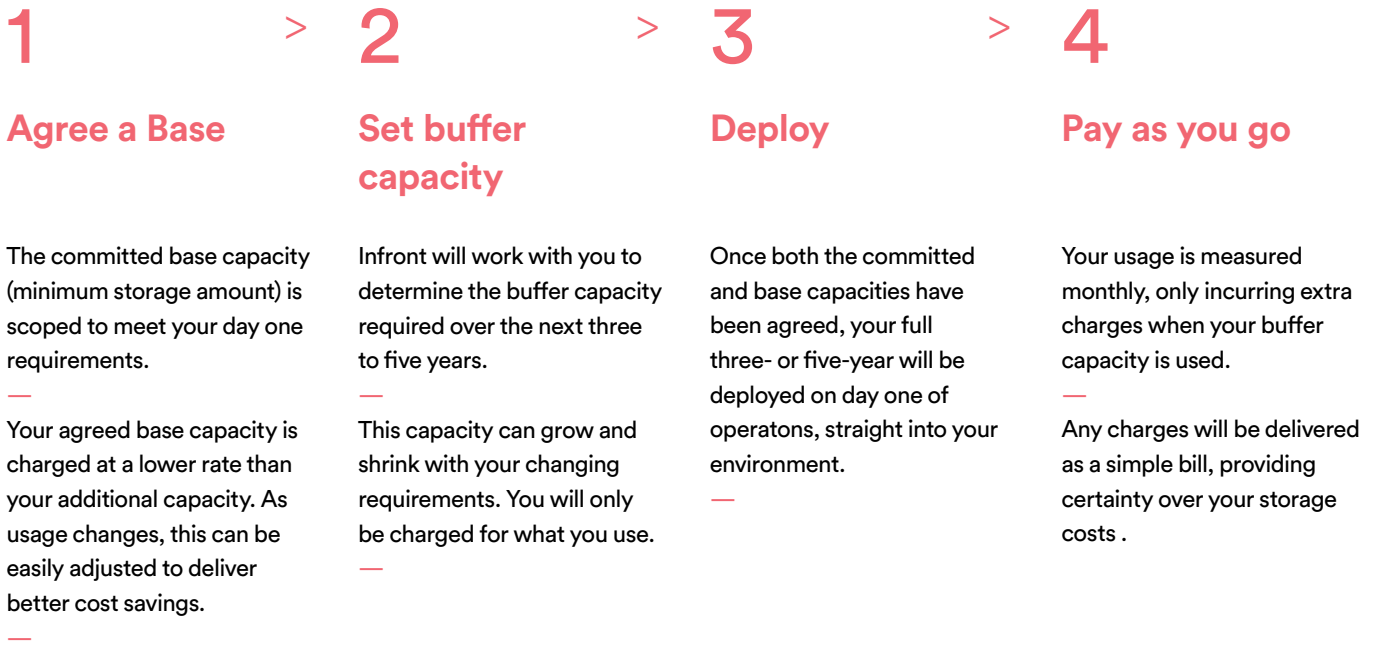 1
>
2
>
3
>
4
Agree a Base
Set buffer
capacity
Deploy
Pay as you go
The committed base capacity
(minimum storage amount) is
scoped to meet your day one
requirements.
—
Your agreed base capacity is
charged at a lower rate than
your additional capacity. As
usage changes, this can be
easily adjusted to deliver
better cost savings.
—
Infront will work with you to
determine the buffer capacity
required over the next three
to five years.
—
This capacity can grow and
shrink with your changing
requirements. You will only
be charged for what you use.
—
Once both the committed
and base capacities have
been agreed, your full
three- or five-year will be
deployed on day one of
operatons, straight into your
environment.
—
Your usage is measured
monthly, only incurring extra
charges when your buffer
capacity is used.
—
Any charges will be delivered
as a simple bill, providing
certainty over your storage
costs .